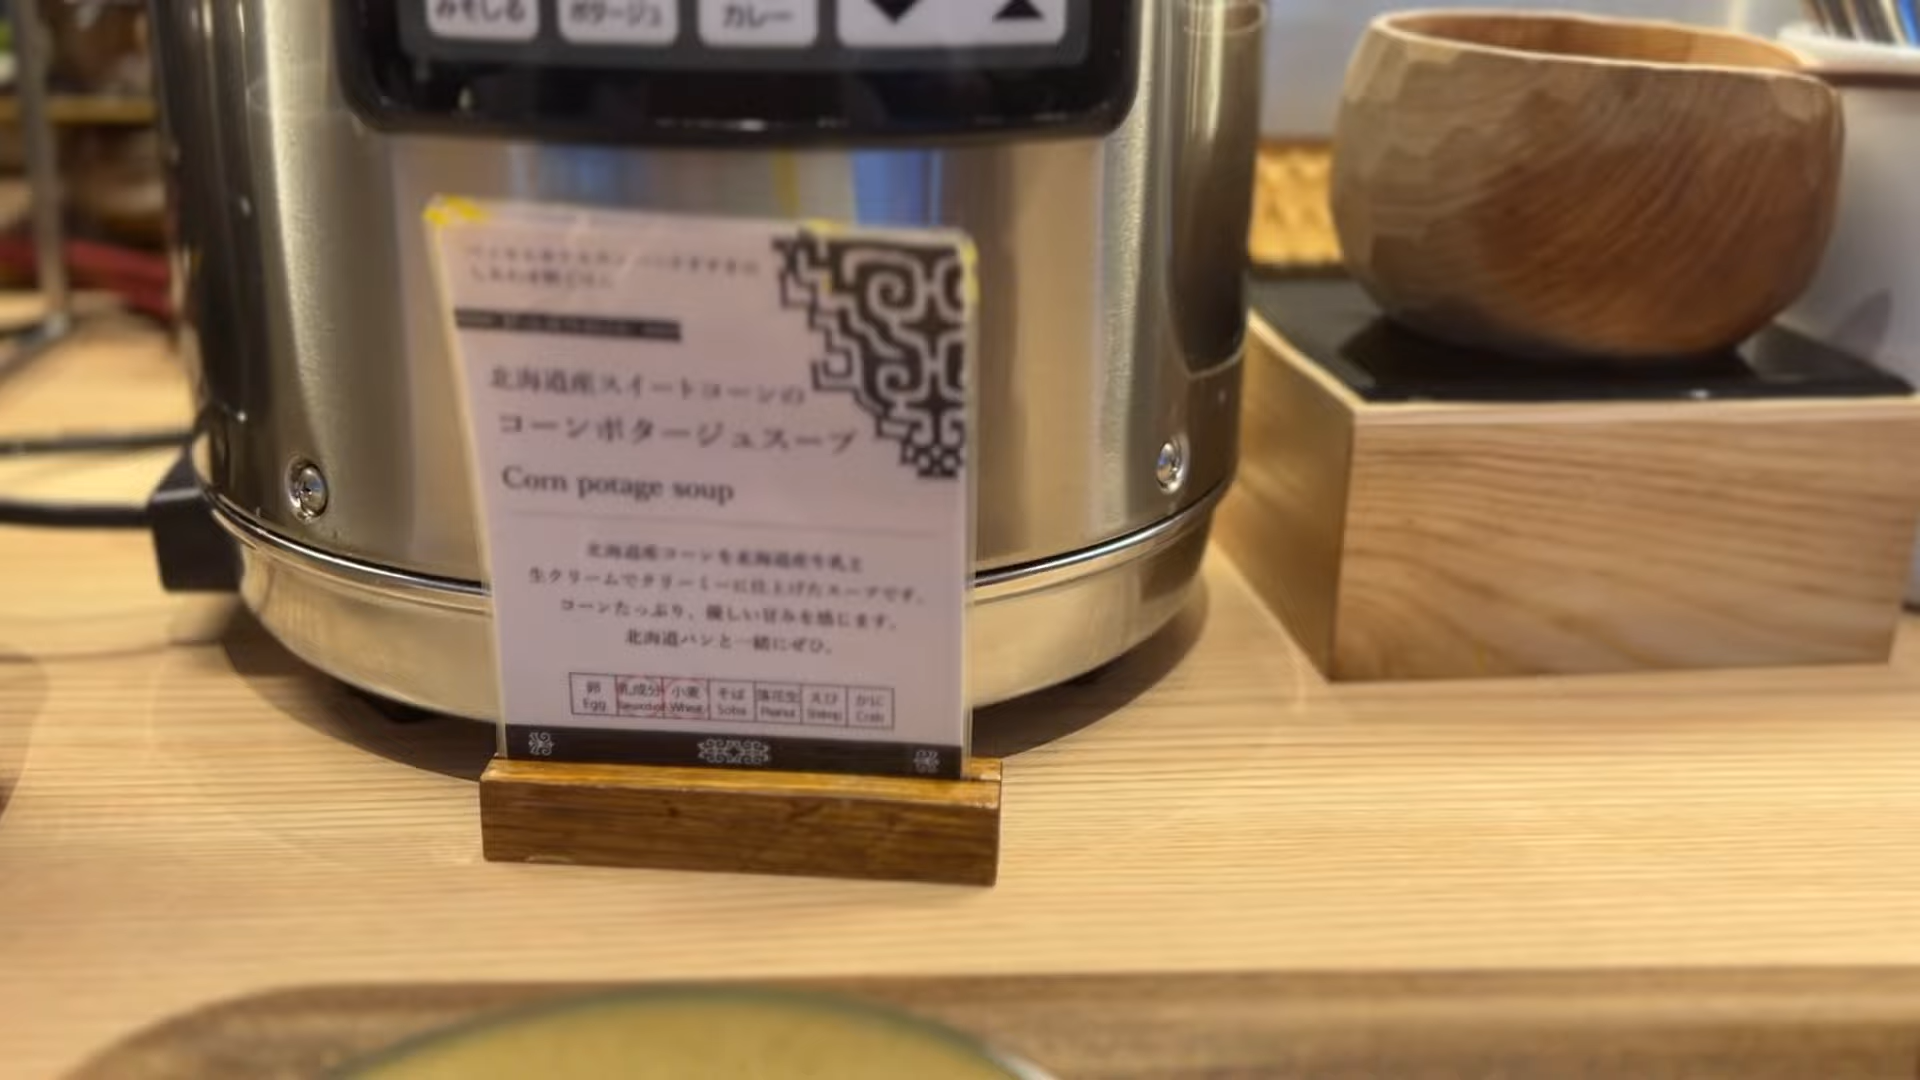 みそしる
ポタージュ
カレー
北海道産スイートコーンの
コーンポタージュスープ
Corn potage soup
北海道産コーンを北海道産牛乳と
生クリームでクリーミーに仕上げたスープです。
コーンたっぷり、優しい甘みを感じます。
北海道パンと一緒にぜひ。
卵 乳成分 小麦 そば 落花生 えび かに
Egg Wheat Soba Peanut Shrimp Crab